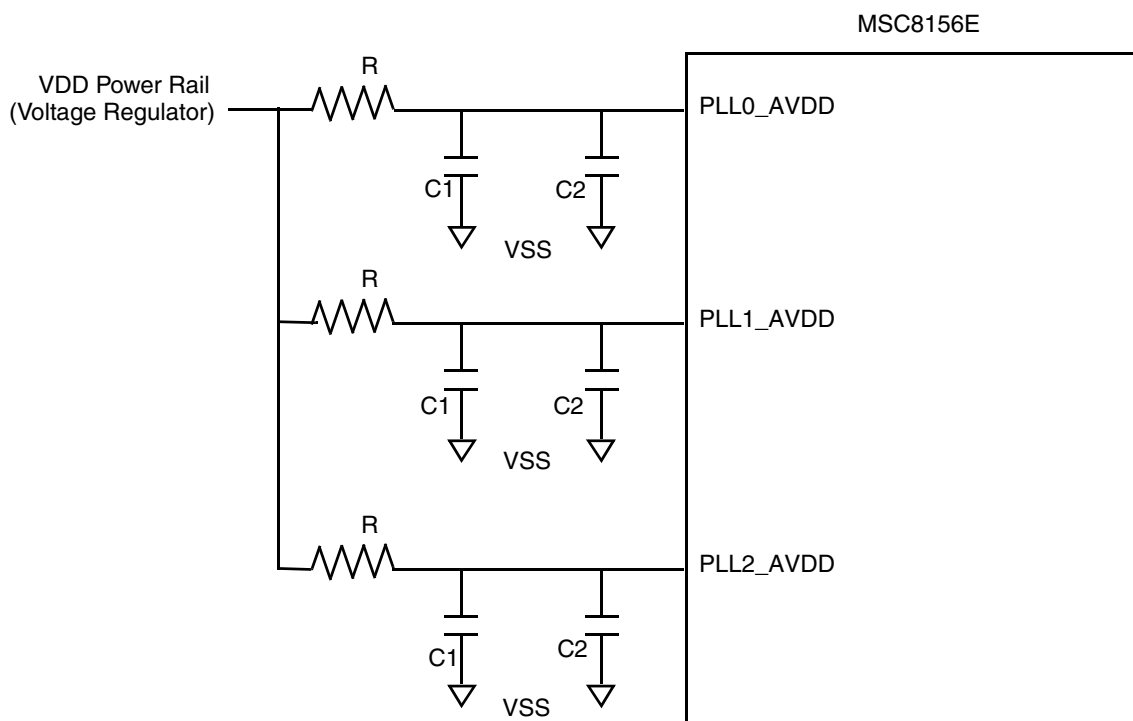 MSC8156E
VDD Power Rail
(Voltage Regulator)
R
PLL0_AVDD
C1
C2
VSS
R
PLL1_AVDD
C1
C2
VSS
R
PLL2_AVDD
C1
C2
VSS